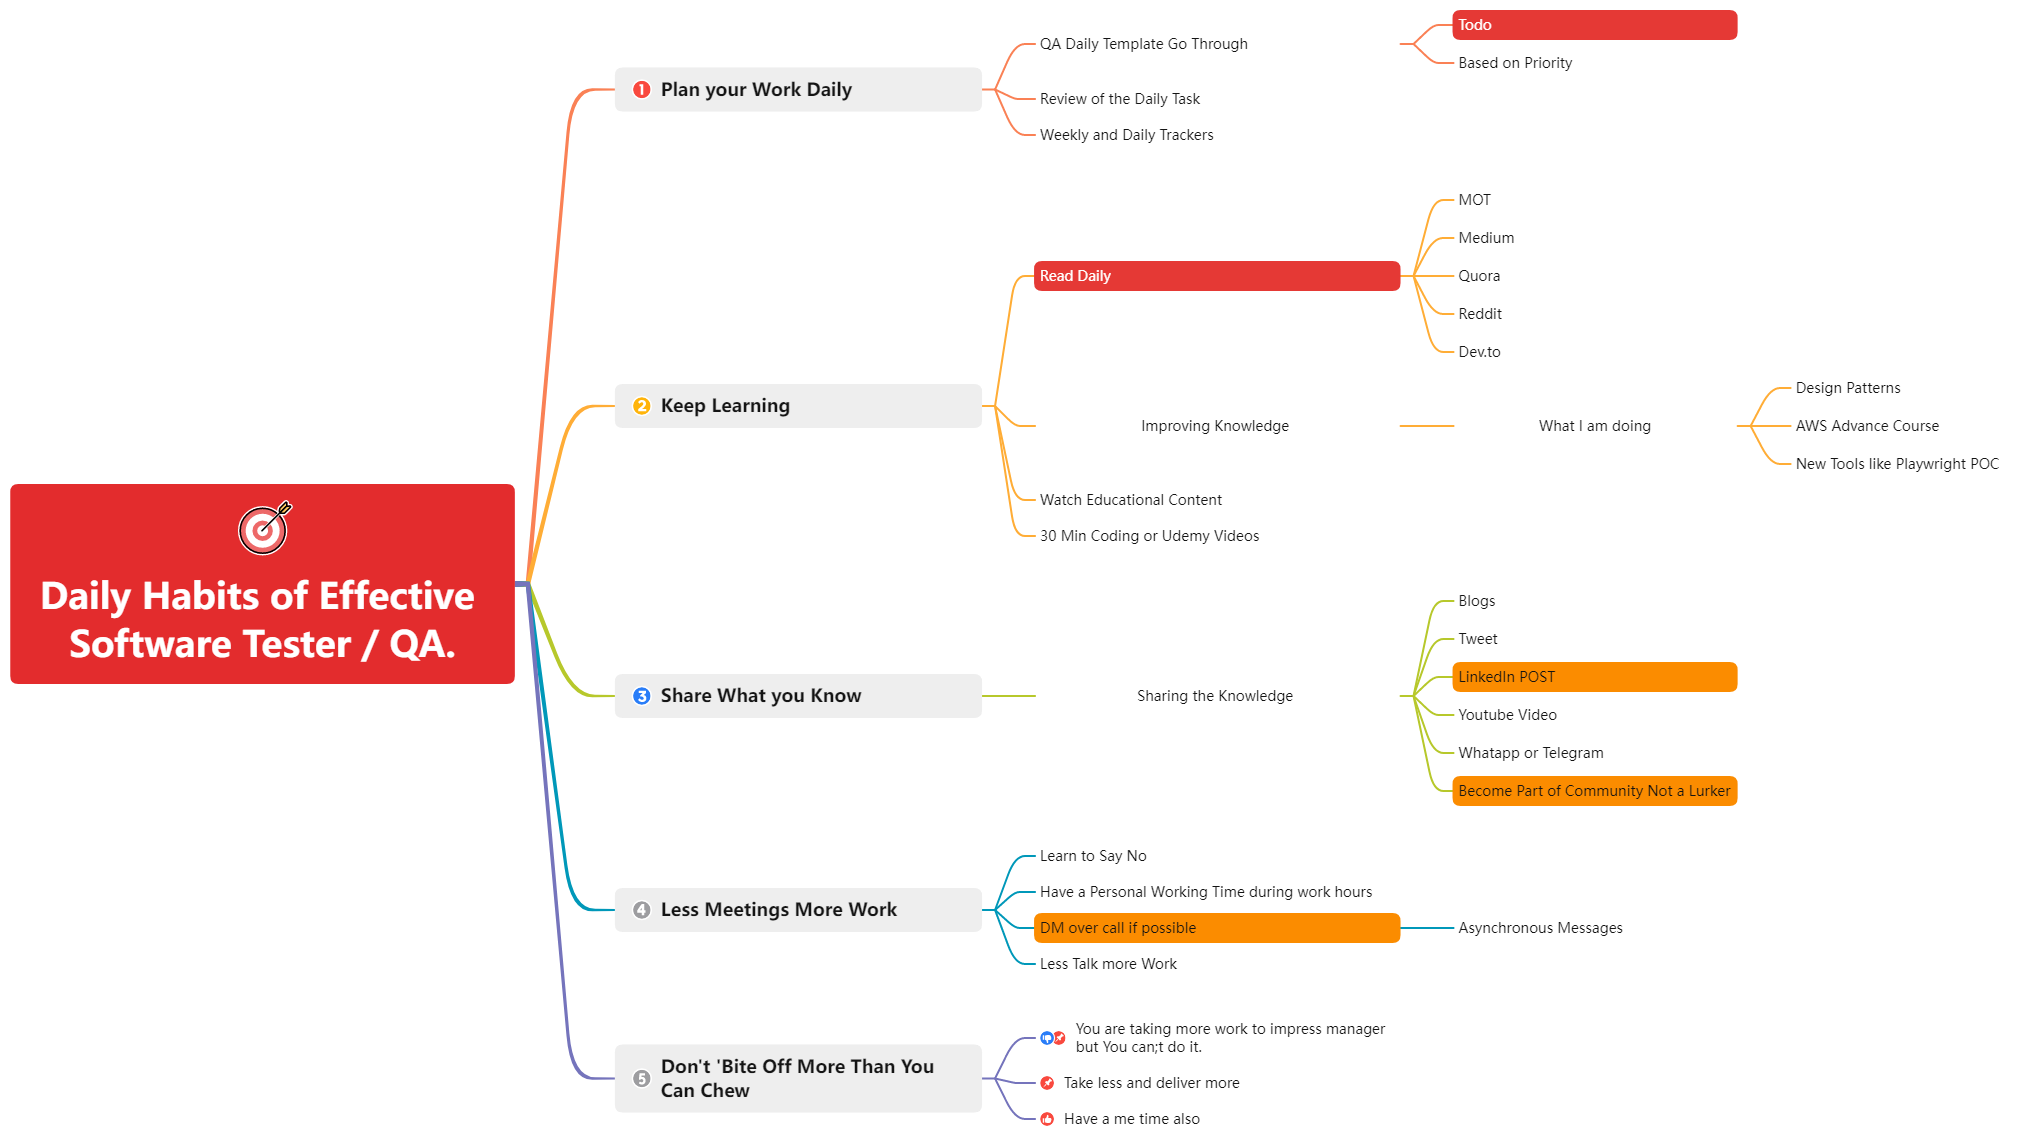 Daily Habits of Effective
Software Tester / QA.
1 Plan your Work Daily
QA Daily Template Go Through
Todo
Based on Priority
Review of the Daily Task
Weekly and Daily Trackers
2 Keep Learning
Read Daily
MOT
Medium
Quora
Reddit
Dev.to
Improving Knowledge
What I am doing
Design Patterns
AWS Advance Course
New Tools like Playwright POC
Watch Educational Content
30 Min Coding or Udemy Videos
3 Share What you Know
Sharing the Knowledge
Blogs
Tweet
LinkedIn POST
Youtube Video
Whatapp or Telegram
Become Part of Community Not a Lurker
4 Less Meetings More Work
Learn to Say No
Have a Personal Working Time during work hours
DM over call if possible
Asynchronous Messages
Less Talk more Work
5 Don't 'Bite Off More Than You
Can Chew
You are taking more work to impress manager
but You can;t do it.
Take less and deliver more
Have a me time also